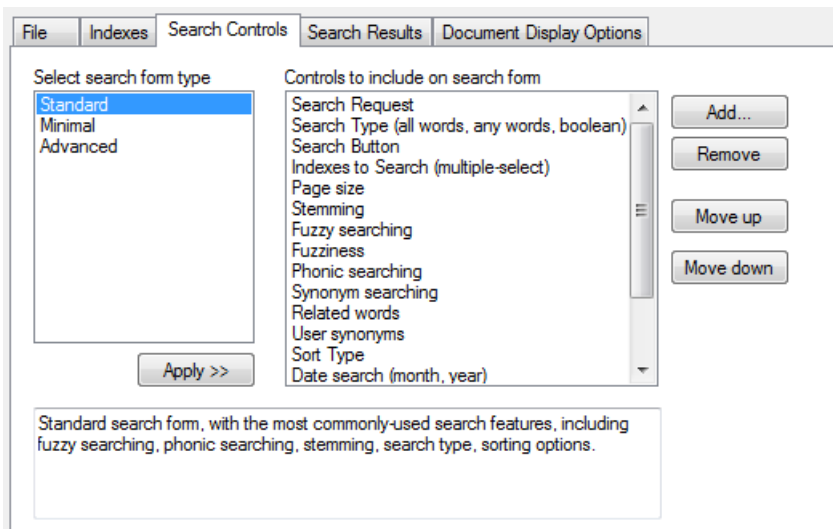 File Indexes Search Controls Search Results Document Display Options
Select search form type
Standard
Minimal
Advanced
Apply >>
Controls to include on search form
Search Request
Search Type (all words, any words, boolean)
Search Button
Indexes to Search (multiple-select)
Page size
Stemming
Fuzzy searching
Fuzziness
Phonic searching
Synonym searching
Related words
User synonyms
Sort Type
Date search (month, year)
Add...
Remove
Move up
Move down
Standard search form, with the most commonly-used search features, including
fuzzy searching, phonic searching, stemming, search type, sorting options.